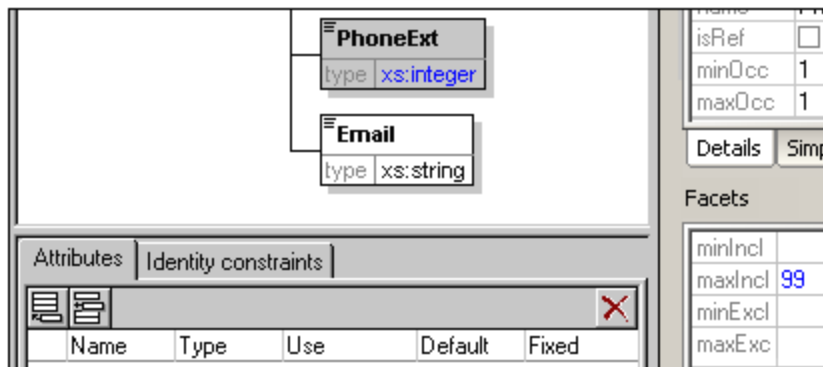 PhoneExt
type xs:integer
Email
type xs:string
isRef
minOcc 1
maxOcc 1
Details
Facets
minIncl
maxIncl 99
minExcl
maxExc
Attributes Identity constraints
Name Type Use Default Fixed